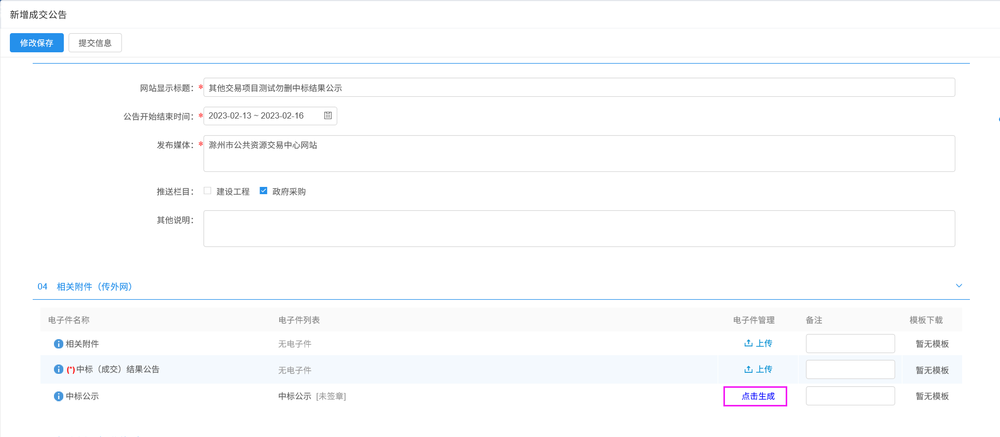 新增成交公告
修改保存 提交信息
网站显示标题：*其他交易项目测试勿删中标结果公示
公告开始结束时间：*2023-02-13 ~ 2023-02-16
发布媒体：*滁州市公共资源交易中心网站
推送栏目： 建设工程 政府采购
其他说明：
04 相关附件（传外网）
电子件名称 电子件列表 电子件管理 备注 模板下载
相关附件 无电子件 上传 暂无模板
(*)中标（成交）结果公告 无电子件 上传 暂无模板
中标公示 中标公示 [未签章] 点击生成 暂无模板